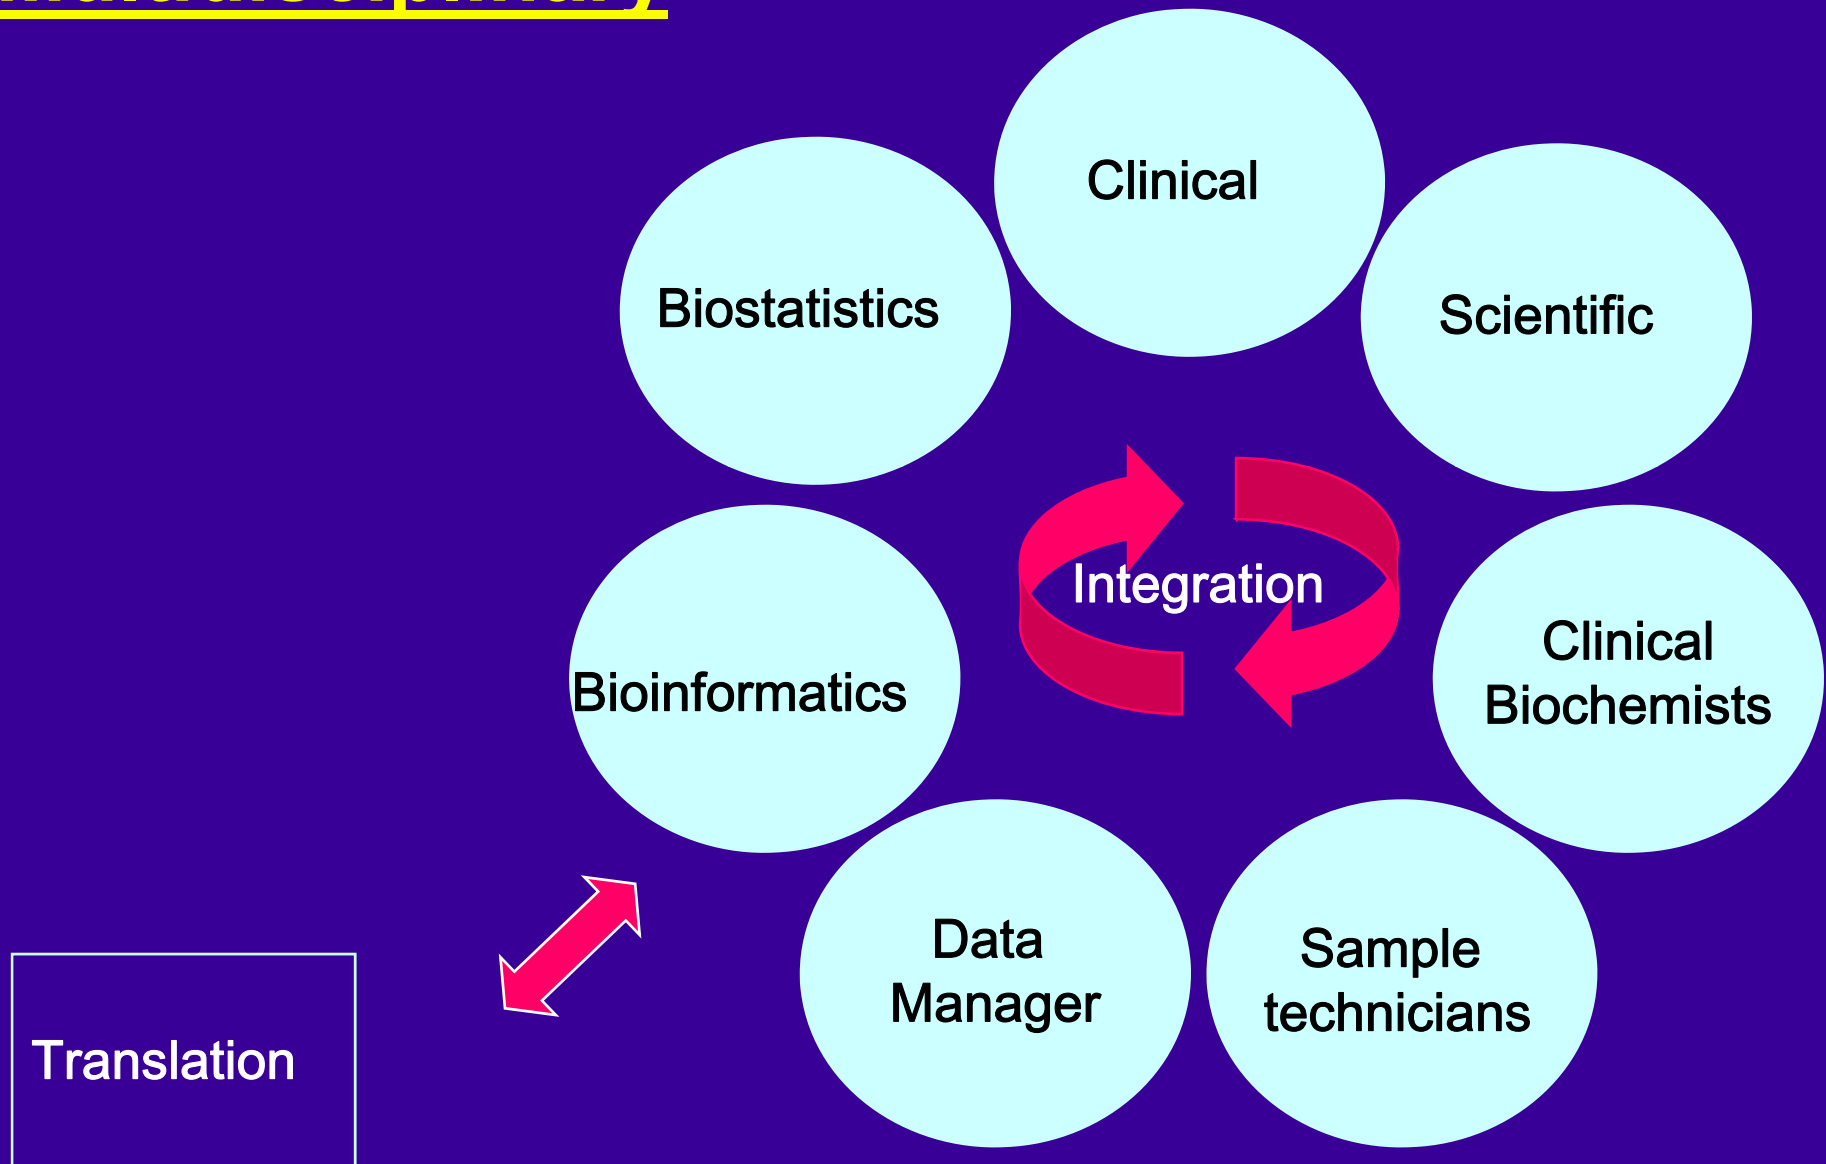 Clinical
Biostatistics
Scientific
Integration
Clinical
Biochemists
Bioinformatics
Data
Manager
Sample
technicians
Translation